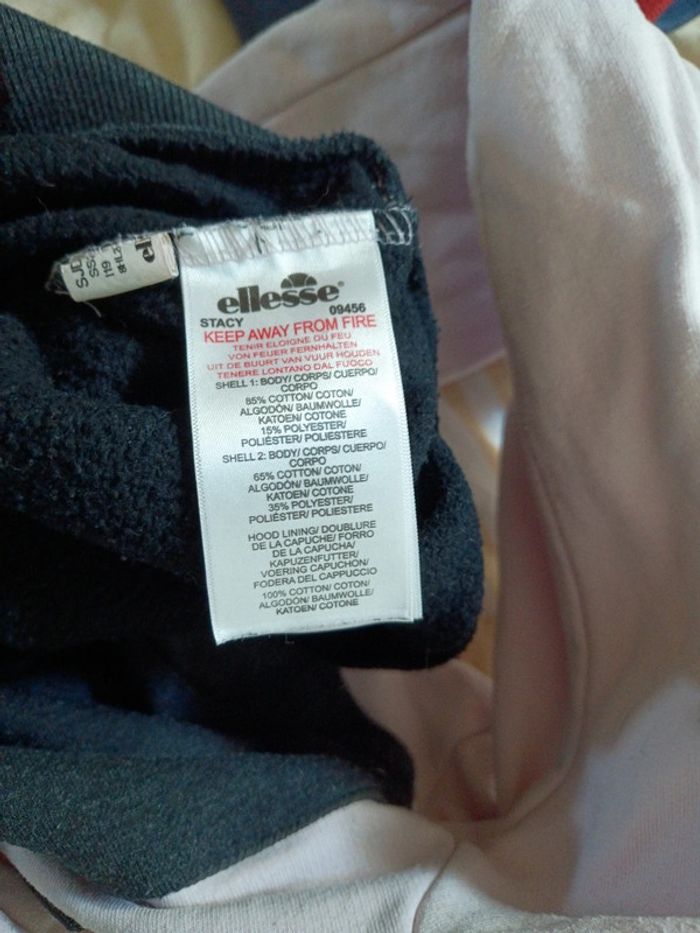 ellesse
STACY 09456
KEEP AWAY FROM FIRE
TENIR ELOIGNE DU FEU
VON FEUER FERNHALTEN
UIT DE BUURT VAN VUUR HOUDEN
TENERE LONTANO DAL FUOCO
SHELL 1: BODY/ CORPS/ CUERPO/
CORPO
85% COTTON/ COTON/
ALGODÓN/ BAUMWOLLE/
KATOEN/ COTONE
15% POLYESTER/
POLIÉSTER/ POLIESTERE
SHELL 2: BODY/ CORPS/ CUERPO/
CORPO
65% COTTON/ COTON/
ALGODÓN/ BAUMWOLLE/
KATOEN/ COTONE
35% POLYESTER/
POLIÉSTER/ POLIESTERE
HOOD LINING/ DOUBLURE
DE LA CAPUCHE/ FORRO
DE LA CAPUCHA/
KAPUZENFUTTER/
VOERING CAPUCHON/
FODERA DEL CAPPUCCIO
100% COTTON/ COTON/
ALGODÓN/ BAUMWOLLE/
KATOEN/ COTONE